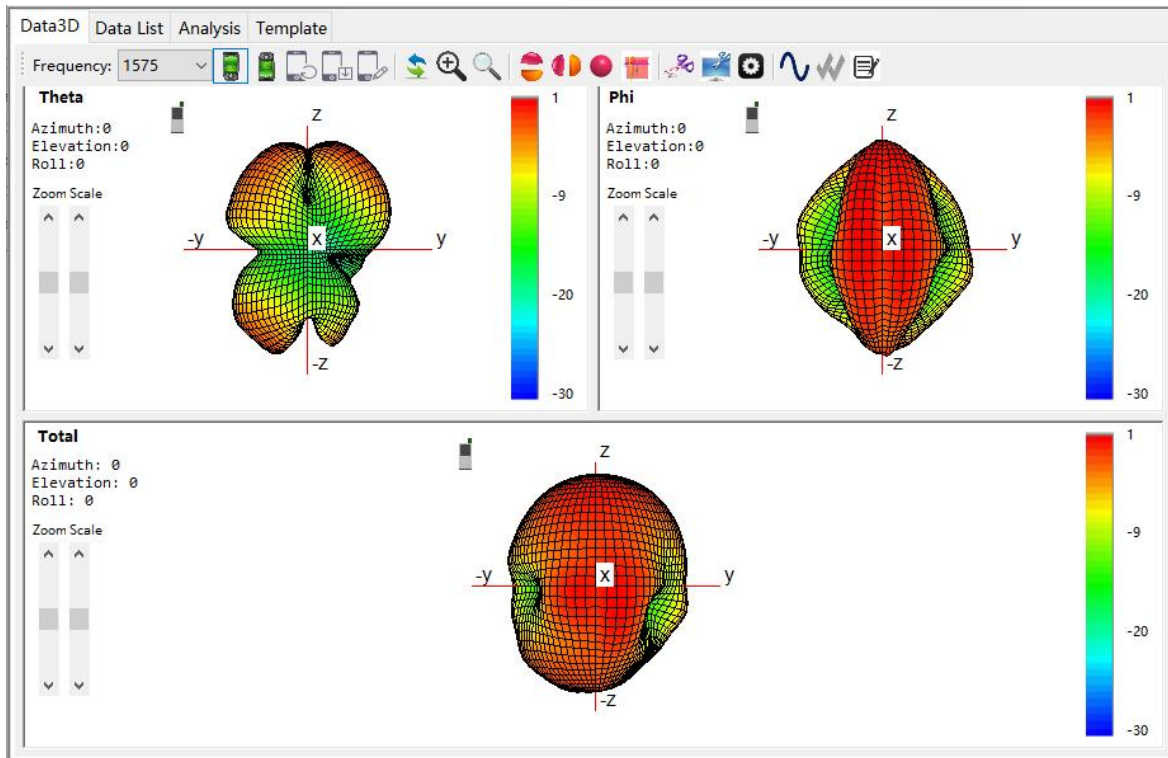 Data3D Data List Analysis Template
Frequency: 1575
Theta
Azimuth:0
Elevation:0
Roll:0
Zoom Scale
z
-y x y
-z
1
-9
-20
-30
Phi
Azimuth:0
Elevation:0
Roll:0
Zoom Scale
z
-y x y
-z
1
-9
-20
-30
Total
Azimuth: 0
Elevation: 0
Roll: 0
Zoom Scale
z
-y x y
-z
1
-9
-20
-30